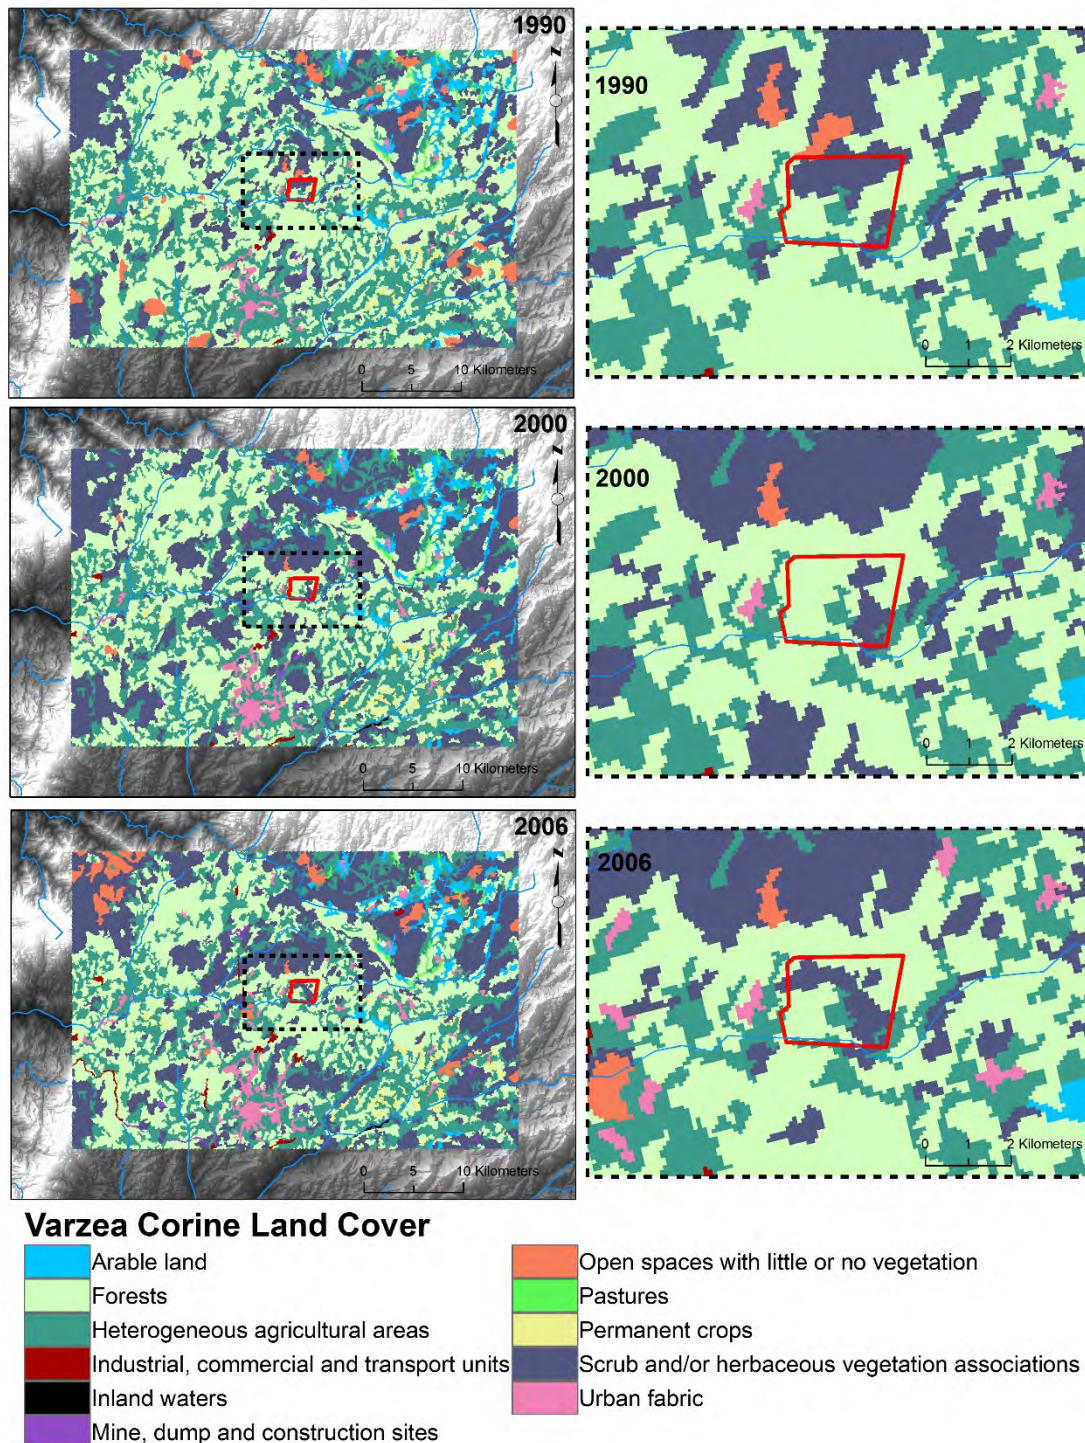 1990
N
0 5 10 Kilometers
1990
0 1 2 Kilometers
2000
N
0 5 10 Kilometers
2000
0 1 2 Kilometers
2006
N
0 5 10 Kilometers
2006
0 1 2 Kilometers
Varzea Corine Land Cover
Arable land
Forests
Heterogeneous agricultural areas
Industrial, commercial and transport units
Inland waters
Mine, dump and construction sites
Open spaces with little or no vegetation
Pastures
Permanent crops
Scrub and/or herbaceous vegetation associations
Urban fabric